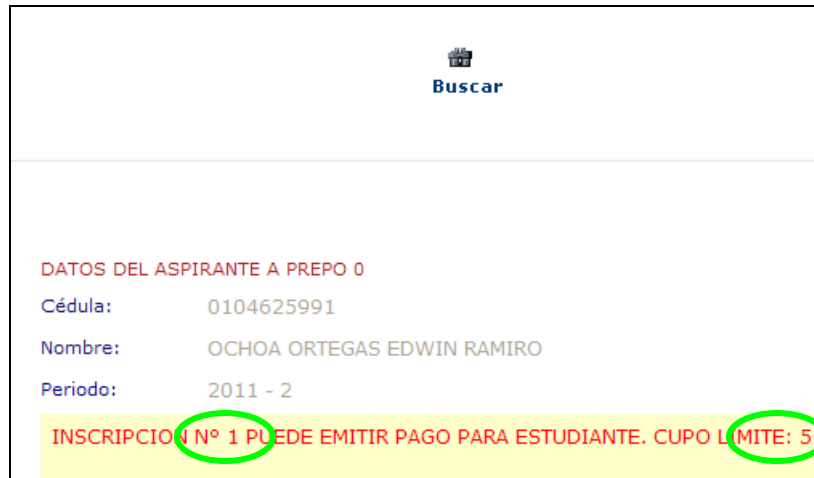 Buscar
DATOS DEL ASPIRANTE A PREPO 0
Cédula: 0104625991
Nombre: OCHOA ORTEGAS EDWIN RAMIRO
Periodo: 2011 - 2
INSCRIPCION Nº 1 PUEDE EMITIR PAGO PARA ESTUDIANTE. CUPO LIMITE: 5